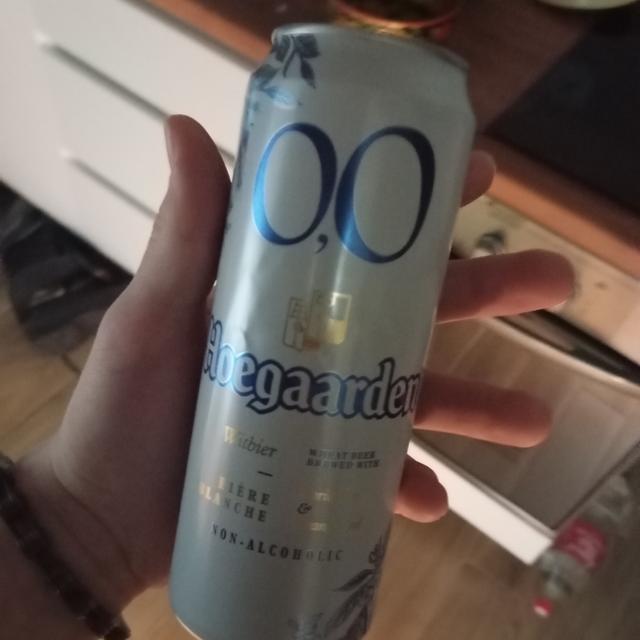 0,0
Hoegaarden
Witbier
BIÈRE
BLANCHE
WHEAT BEER
BREWED WITH
&
NON-ALCOHOLIC